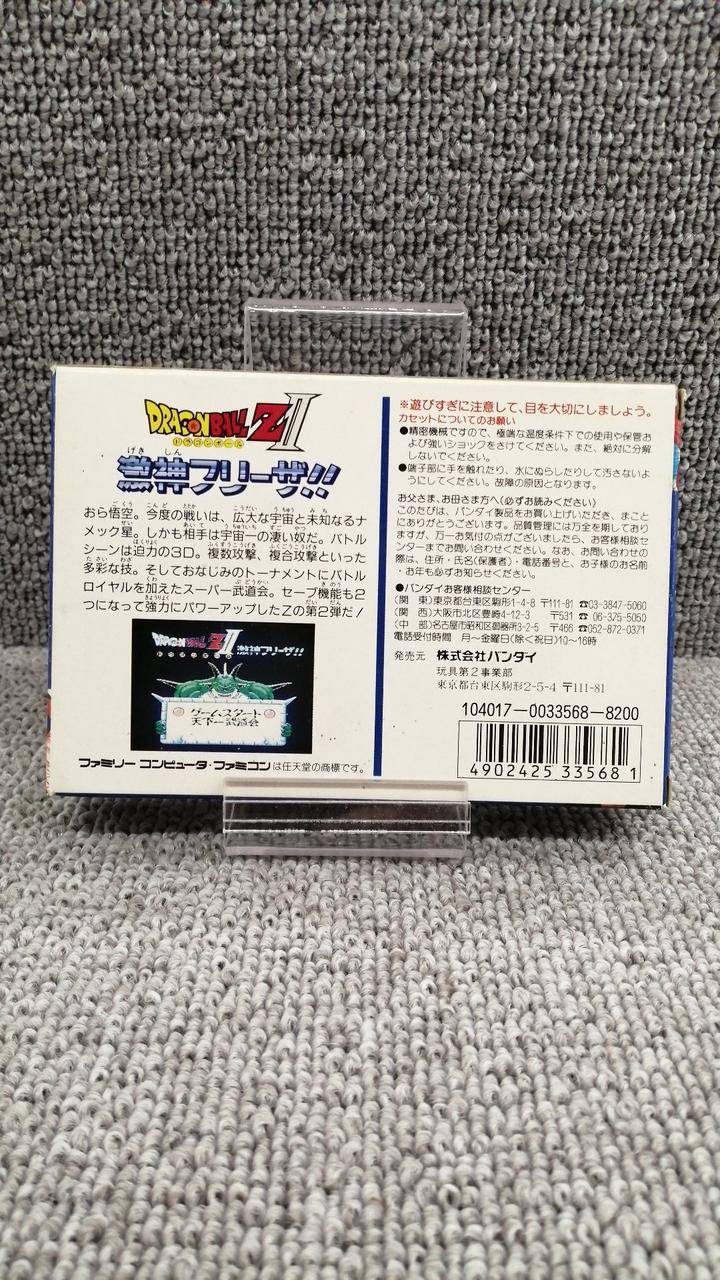 DRAGONBALL Z II
ドラゴンボール
激神フリーザ!!
おら悟空。今度の戦いは、広大な宇宙と未知なるナ
メック星。しかも相手は宇宙一の凄い奴だ。バトル
シーンは迫力の3D。複数攻撃、複合攻撃といった
多彩な技。そしておなじみのトーナメントにバトル
ロイヤルを加えたスーパー武道会。セーブ機能も2
つになって強力にパワーアップしたZの第2弾だ!
DRAGON BALL Z II
ドラゴンボール
激神フリーザ!!
ゲーム・スタート
天下一武道会
ファミリー コンピュータ・ファミコンは任天堂の商標です。
※遊びすぎに注意して、目を大切にしましょう。
カセットについてのお願い
●精密機械ですので、極端な温度条件下での使用や保管お
よび強いショックをさけてください。また、絶対に分解
しないでください。
●端子部に手を触れたり、水にぬらしたりして汚さないよ
うにしてください。故障の原因となります。
お父さま、お母さま方へ(必ずお読みください)
このたびは、バンダイ製品をお買い上げいただき、まこと
にありがとうございます。品質管理には万全を期しており
ますが、万一お気付の点がございましたら、お客様相談セ
ンターまでお問い合わせください。なお、お問い合わせの
際は、住所・氏名(保護者)・電話番号と、お子様のお名前
・お年も必ずお知らせください。
●バンダイお客様相談センター
(関 東)東京都台東区駒形1-4-8 〒111-81 ☎03-3847-5060
(関 西)大阪市北区豊崎4-12-3 〒531 ☎06-375-5050
(中 部)名古屋市昭和区御器所3-2-5 〒466 ☎052-872-0371
電話受付時間 月〜金曜日(除く祝日)10〜16時
発売元 株式会社バンダイ
玩具第2事業部
東京都台東区駒形2-5-4 〒111-81
104017-0033568-8200
4902425 33568 1